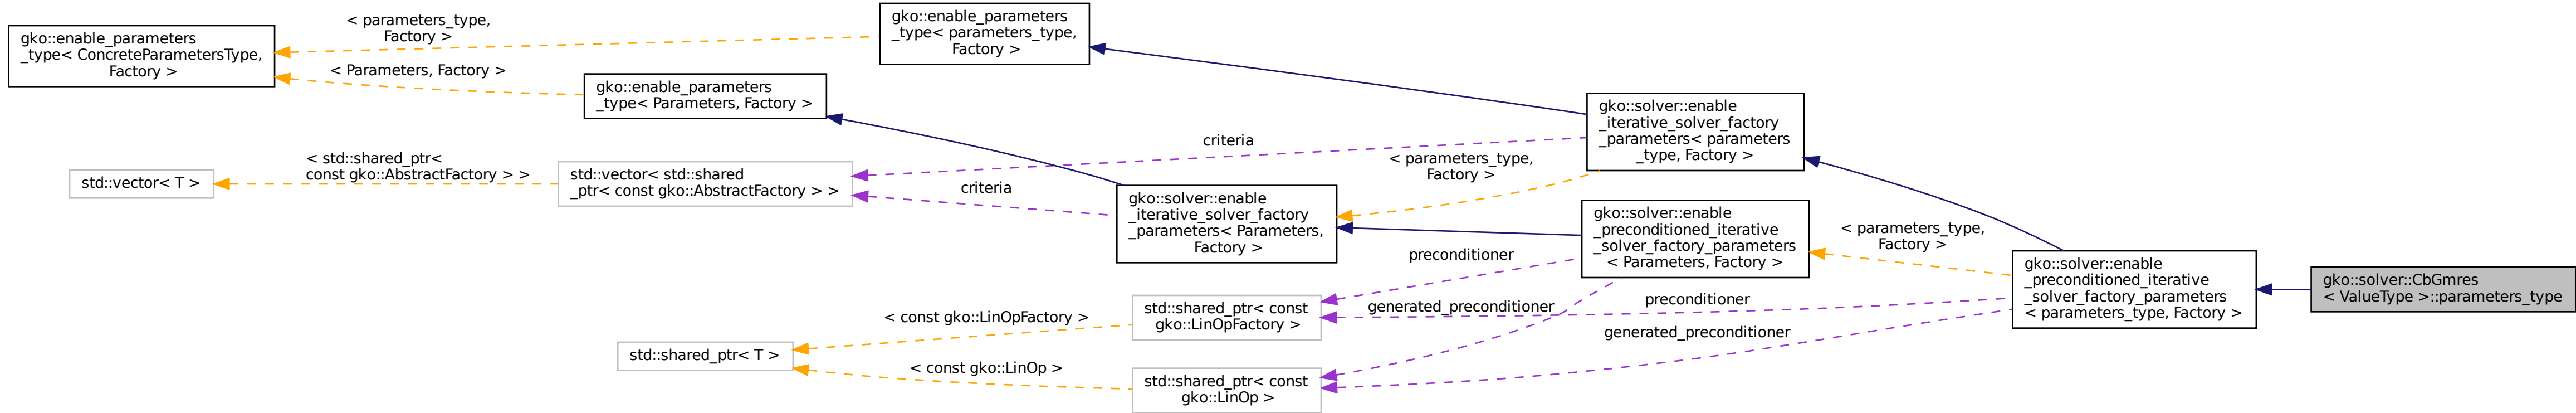 gko::enable_parameters
_type< ConcreteParametersType,
Factory >
< parameters_type,
Factory >
< Parameters, Factory >
gko::enable_parameters
_type< parameters_type,
Factory >
gko::enable_parameters
_type< Parameters, Factory >
std::vector< T >
< std::shared_ptr<
const gko::AbstractFactory > >
std::vector< std::shared
_ptr< const gko::AbstractFactory > >
criteria
criteria
gko::solver::enable
_iterative_solver_factory
_parameters< parameters
_type, Factory >
< parameters_type,
Factory >
gko::solver::enable
_iterative_solver_factory
_parameters< Parameters,
Factory >
gko::solver::enable
_preconditioned_iterative
_solver_factory_parameters
< Parameters, Factory >
< parameters_type,
Factory >
gko::solver::enable
_preconditioned_iterative
_solver_factory_parameters
< parameters_type, Factory >
gko::solver::CbGmres
< ValueType >::parameters_type
preconditioner
generated_preconditioner
preconditioner
generated_preconditioner
std::shared_ptr< const
gko::LinOpFactory >
< const gko::LinOpFactory >
std::shared_ptr< T >
< const gko::LinOp >
std::shared_ptr< const
gko::LinOp >